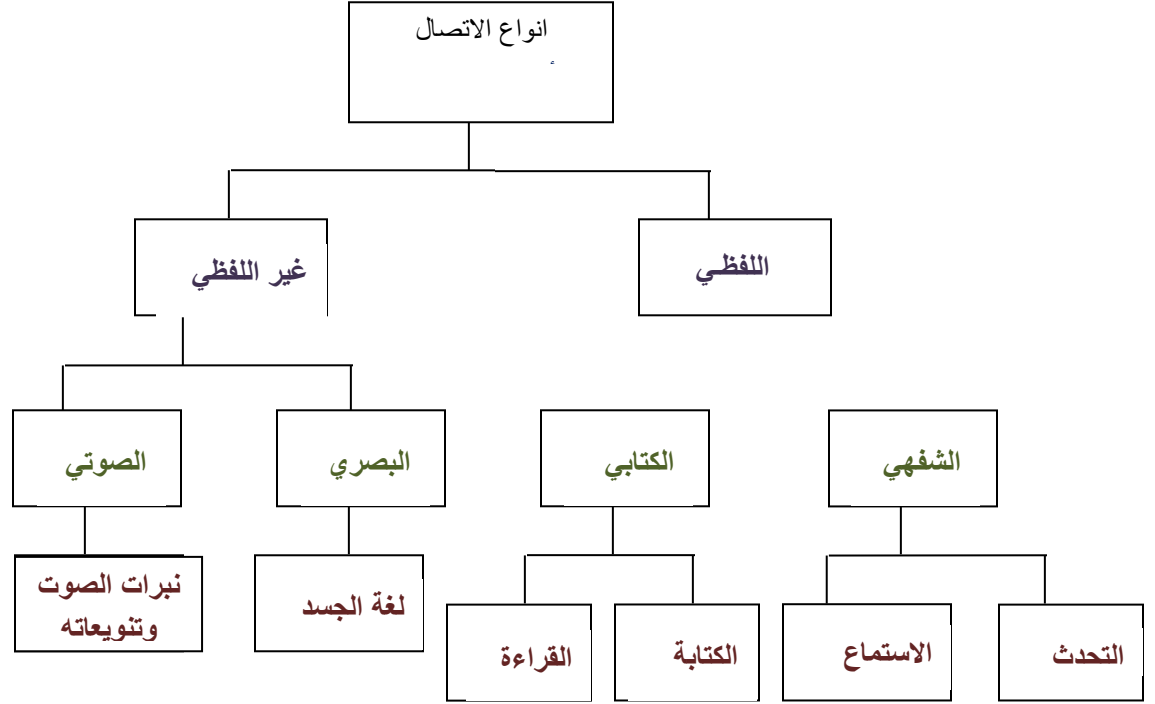 انواع الاتصال
اللفظي
غير اللفظي
الشفهي
الكتابي
البصري
الصوتي
التحدث
الاستماع
الكتابة
القراءة
لغة الجسد
نبرات الصوت
وتنويعاته